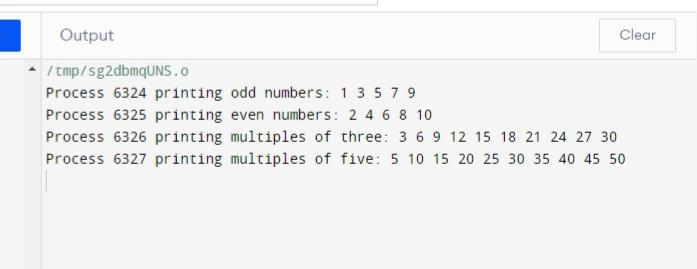 Output
Clear
/tmp/sg2dbmqUNS.o
Process 6324 printing odd numbers: 1 3 5 7 9
Process 6325 printing even numbers: 2 4 6 8 10
Process 6326 printing multiples of three: 3 6 9 12 15 18 21 24 27 30
Process 6327 printing multiples of five: 5 10 15 20 25 30 35 40 45 50